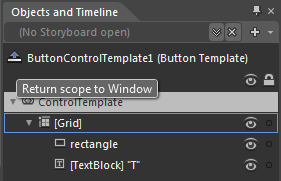 Objects and Timeline
(No Storyboard open)
ButtonControlTemplate1 (Button Template)
Return scope to Window
ControlTemplate
[Grid]
rectangle
[TextBlock] "T"